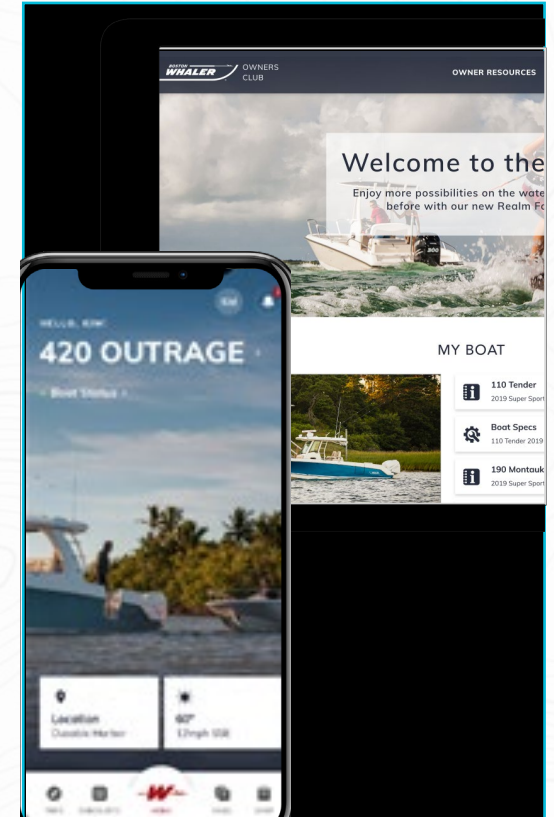 BOSTON
WHALER
OWNERS
CLUB
OWNER RESOURCES
Welcome to the
Enjoy more possibilities on the wate
before with our new Realm Fo
MY BOAT
110 Tender
2019 Super Sport
Boat Specs
110 Tender 2019
190 Montauk
2019 Super Sport
HELLO, KIM!
420 OUTRAGE
Boat Status
Location
60°
12mph SSE